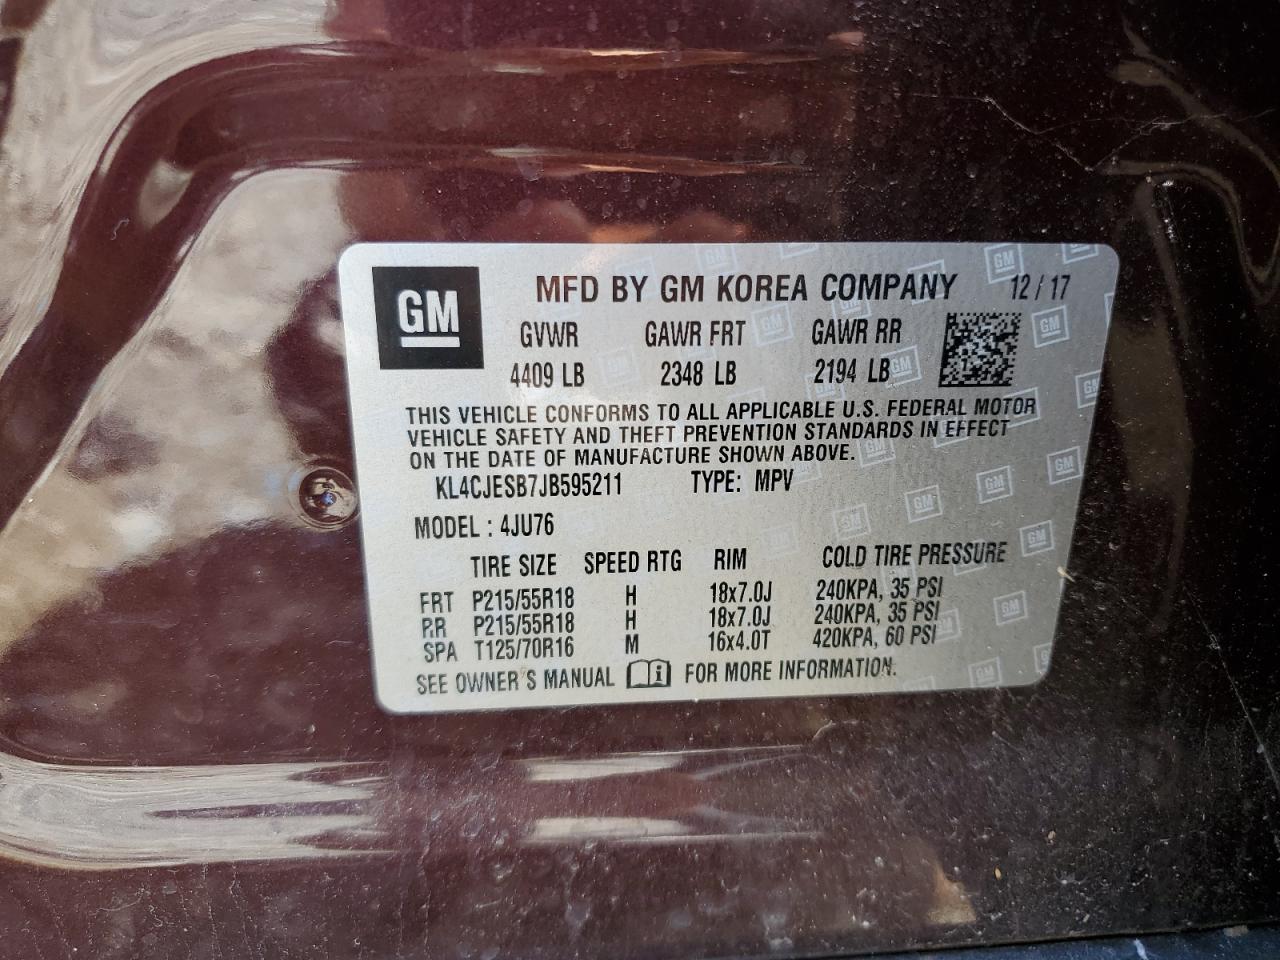 GM
MFD BY GM KOREA COMPANY 12/17
GVWR GAWR FRT GAWR RR
4409 LB 2348 LB 2194 LB
THIS VEHICLE CONFORMS TO ALL APPLICABLE U.S. FEDERAL MOTOR
VEHICLE SAFETY AND THEFT PREVENTION STANDARDS IN EFFECT
ON THE DATE OF MANUFACTURE SHOWN ABOVE.
KL4CJESB7JB595211 TYPE: MPV
MODEL : 4JU76
TIRE SIZE SPEED RTG RIM COLD TIRE PRESSURE
FRT P215/55R18 H 18x7.0J 240KPA, 35 PSI
RR P215/55R18 H 18x7.0J 240KPA, 35 PSI
SPA T125/70R16 M 16x4.0T 420KPA, 60 PSI
SEE OWNER'S MANUAL FOR MORE INFORMATION.